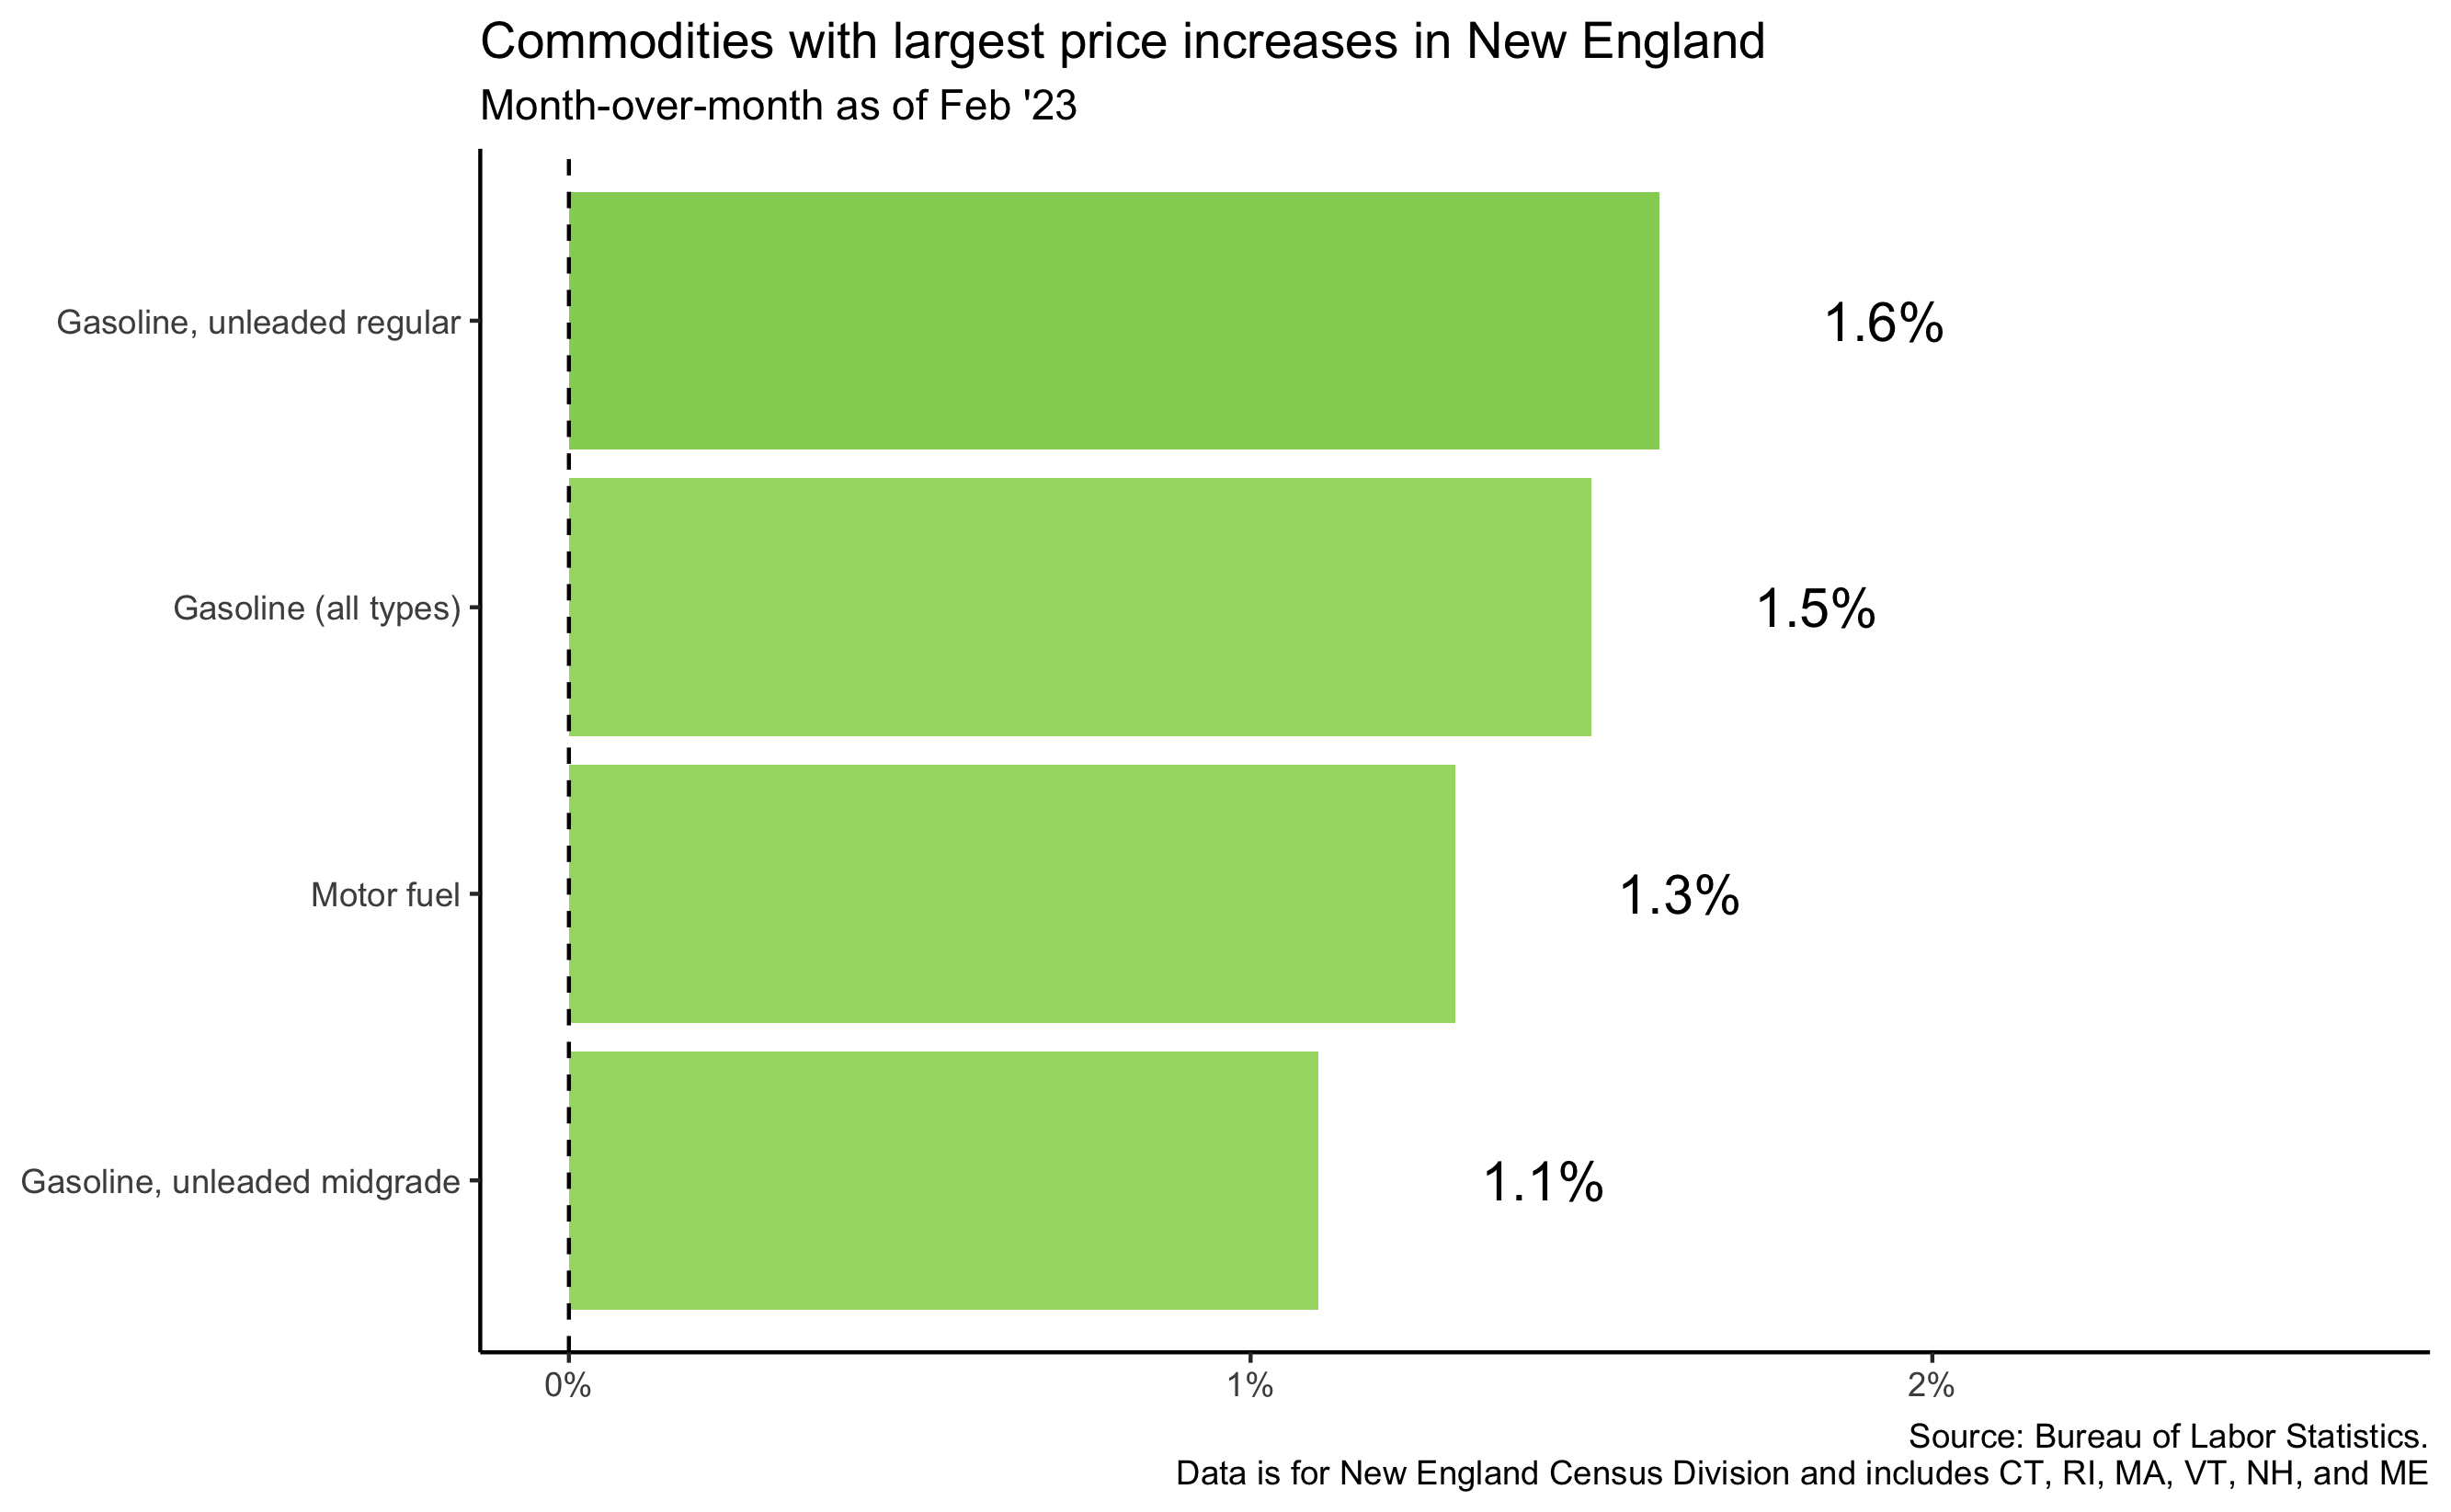 Commodities with largest price increases in New England
Month-over-month as of Feb '23
Gasoline, unleaded regular
1.6%
Gasoline (all types)
1.5%
Motor fuel
1.3%
Gasoline, unleaded midgrade
1.1%
0%
1%
2%
Source: Bureau of Labor Statistics.
Data is for New England Census Division and includes CT, RI, MA, VT, NH, and ME